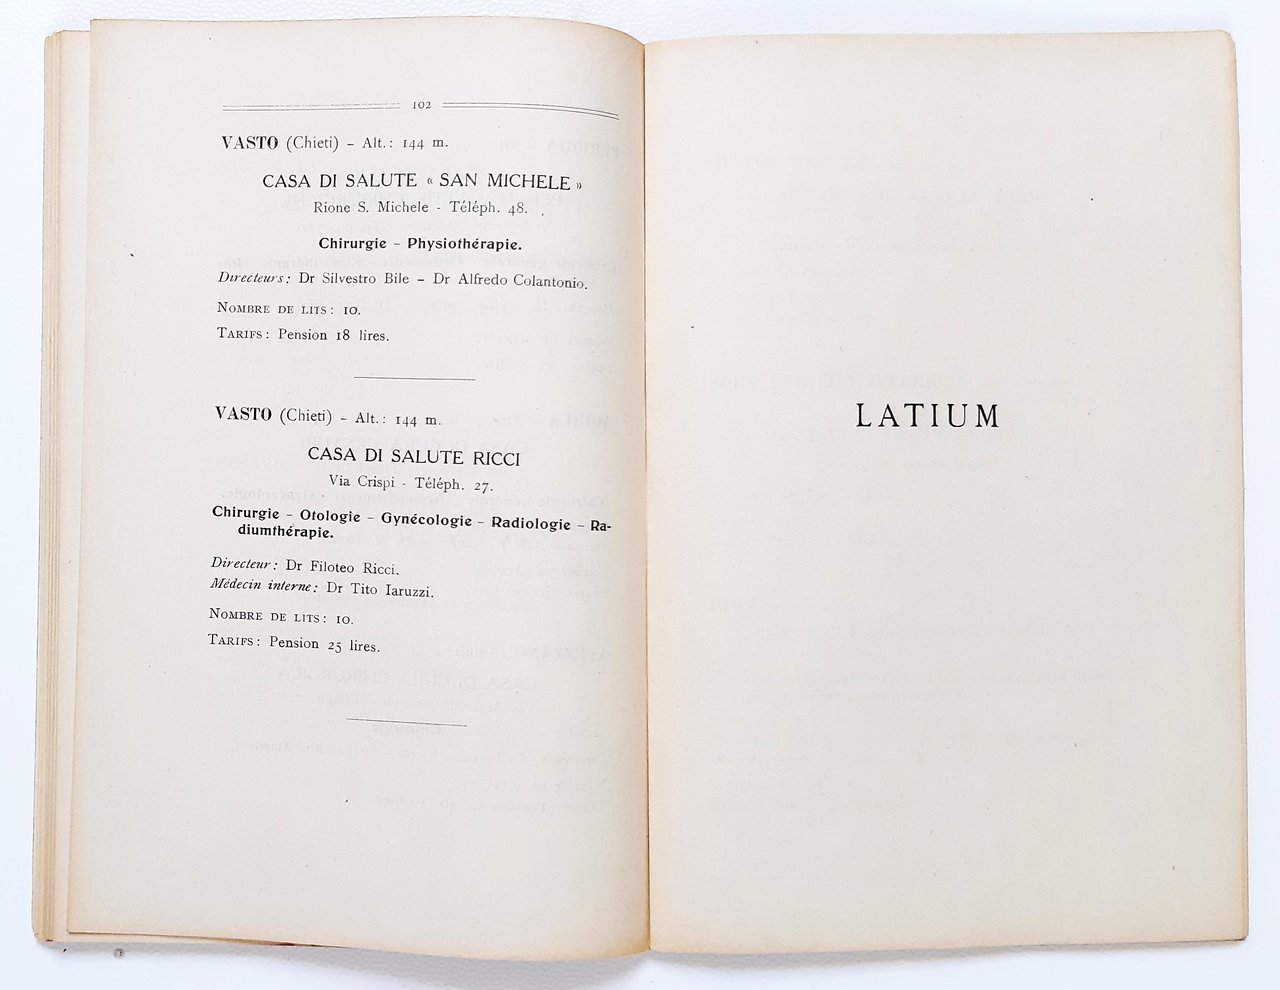 102
VASTO (Chieti) – Alt.: 144 m.
CASA DI SALUTE « SAN MICHELE »
Rione S. Michele - Téléph. 48.
Chirurgie – Physiothérapie.
Directeurs: Dr Silvestro Bile – Dr Alfredo Colantonio.
NOMBRE DE LITS: 10.
TARIFS: Pension 18 lires.
VASTO (Chieti) – Alt.: 144 m.
CASA DI SALUTE RICCI
Via Crispi - Téléph. 27.
Chirurgie – Otologie – Gynécologie – Radiologie – Ra-
diumthérapie.
Directeur: Dr Filoteo Ricci.
Médecin interne: Dr Tito Iaruzzi.
NOMBRE DE LITS: 10.
TARIFS: Pension 25 lires.
LATIUM